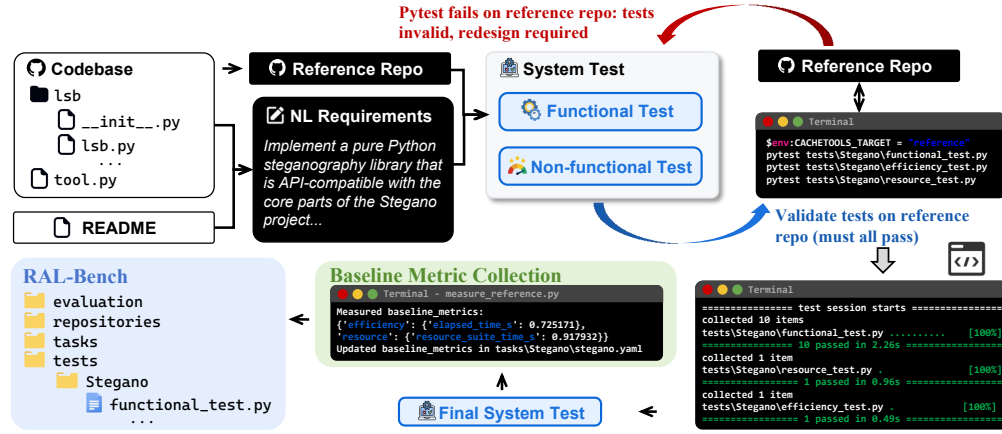 Pytest fails on reference repo: tests
invalid, redesign required
Codebase
lsb
__init__.py
lsb.py
...
tool.py
README
Reference Repo
NL Requirements
Implement a pure Python
steganography library that
is API-compatible with the
core parts of the Stegano
project...
System Test
Functional Test
Non-functional Test
Reference Repo
Terminal
$env:CACHETOOLS_TARGET = "reference"
pytest tests\Stegano\functional_test.py
pytest tests\Stegano\efficiency_test.py
pytest tests\Stegano\resource_test.py
Validate tests on reference
repo (must all pass)
RAL-Bench
evaluation
repositories
tasks
tests
Stegano
functional_test.py
...
Baseline Metric Collection
Terminal - measure_reference.py
Measured baseline_metrics:
{'efficiency': {'elapsed_time_s': 0.725171},
'resource': {'resource_suite_time_s': 0.917932}}
Updated baseline_metrics in tasks\Stegano\stegano.yaml
Final System Test
Terminal
================ test session starts ================
collected 10 items
tests\Stegano\functional_test.py .......... [100%]
================ 10 passed in 2.26s ================
collected 1 item
tests\Stegano\resource_test.py . [100%]
================ 1 passed in 0.96s ================
collected 1 item
tests\Stegano\efficiency_test.py . [100%]
================ 1 passed in 0.49s ================